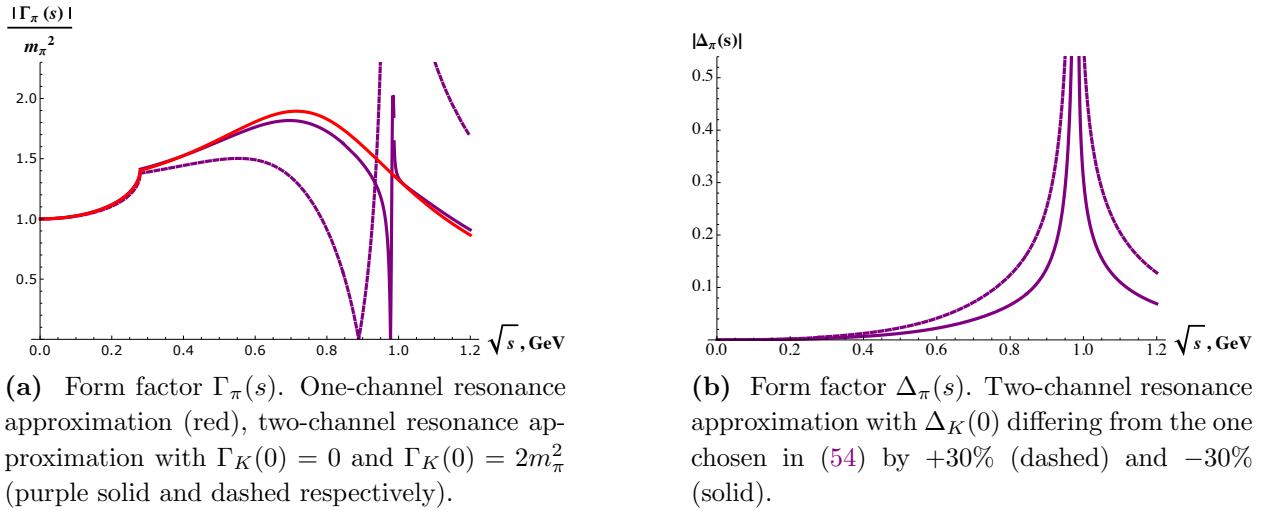 |Γπ(s)|
mπ²
2.0
1.5
1.0
0.5
0.0 0.2 0.4 0.6 0.8 1.0 1.2 √s , GeV
(a) Form factor Γπ(s). One-channel resonance
approximation (red), two-channel resonance ap-
proximation with ΓK(0) = 0 and ΓK(0) = 2mπ²
(purple solid and dashed respectively).
|Δπ(s)|
0.5
0.4
0.3
0.2
0.1
0.0 0.2 0.4 0.6 0.8 1.0 1.2 √s , GeV
(b) Form factor Δπ(s). Two-channel resonance
approximation with ΔK(0) differing from the one
chosen in (54) by +30% (dashed) and −30%
(solid).